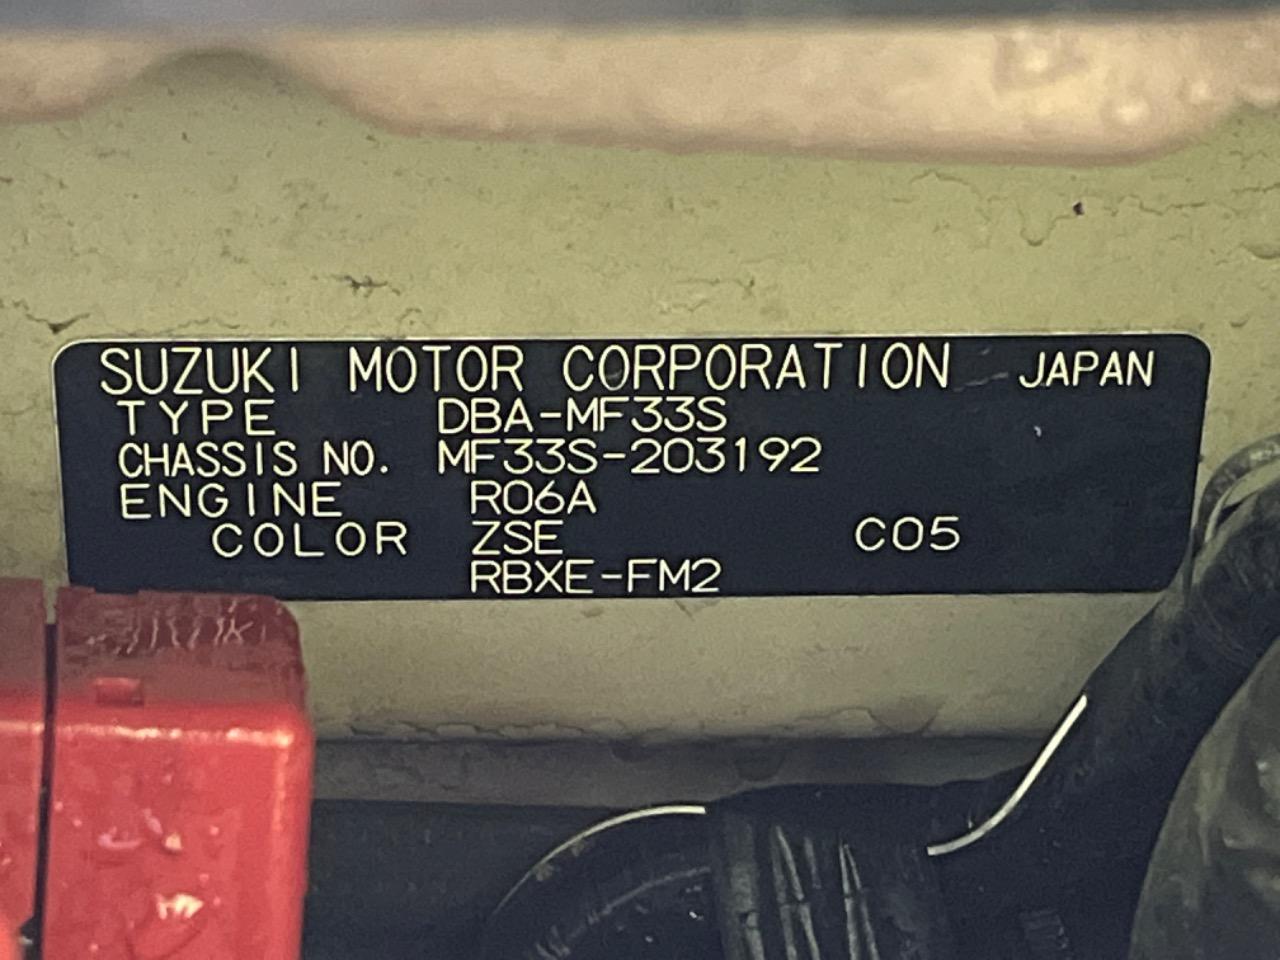 SUZUKI MOTOR CORPORATION JAPAN
TYPE DBA-MF33S
CHASSIS NO. MF33S-203192
ENGINE R06A
COLOR ZSE C05
RBXE-FM2